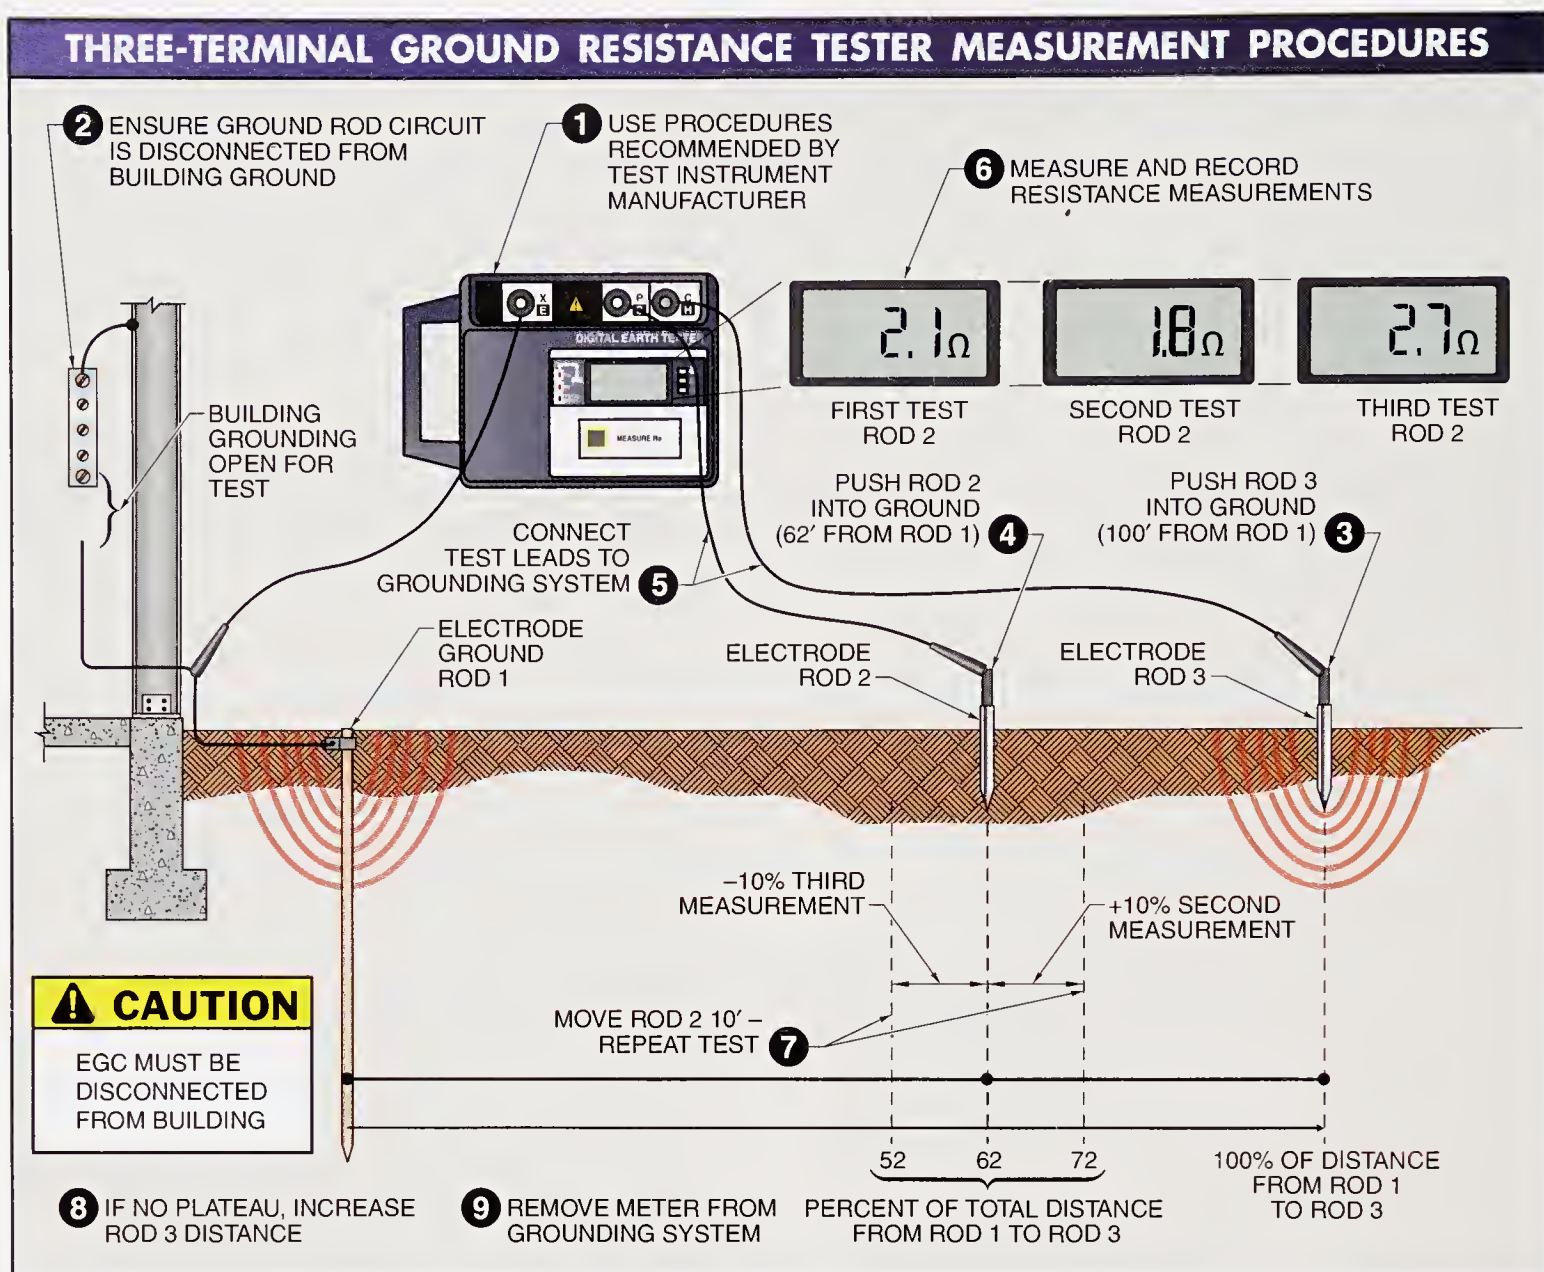 THREE-TERMINAL GROUND RESISTANCE TESTER MEASUREMENT PROCEDURES
2 ENSURE GROUND ROD CIRCUIT
IS DISCONNECTED FROM
BUILDING GROUND
1 USE PROCEDURES
RECOMMENDED BY
TEST INSTRUMENT
MANUFACTURER
6 MEASURE AND RECORD
RESISTANCE MEASUREMENTS
X
E
P
C
H
DIGITAL EARTH TESTER
MEASURE Re
2.1Ω
1.8Ω
2.7Ω
FIRST TEST
ROD 2
SECOND TEST
ROD 2
THIRD TEST
ROD 2
BUILDING
GROUNDING
OPEN FOR
TEST
PUSH ROD 2
INTO GROUND
(62′ FROM ROD 1) 4
PUSH ROD 3
INTO GROUND
(100′ FROM ROD 1) 3
CONNECT
TEST LEADS TO
GROUNDING SYSTEM 5
ELECTRODE
GROUND
ROD 1
ELECTRODE
ROD 2
ELECTRODE
ROD 3
–10% THIRD
MEASUREMENT
+10% SECOND
MEASUREMENT
MOVE ROD 2 10′ –
REPEAT TEST 7
CAUTION
EGC MUST BE
DISCONNECTED
FROM BUILDING
52 62 72
PERCENT OF TOTAL DISTANCE
FROM ROD 1 TO ROD 3
100% OF DISTANCE
FROM ROD 1
TO ROD 3
8 IF NO PLATEAU, INCREASE
ROD 3 DISTANCE
9 REMOVE METER FROM
GROUNDING SYSTEM